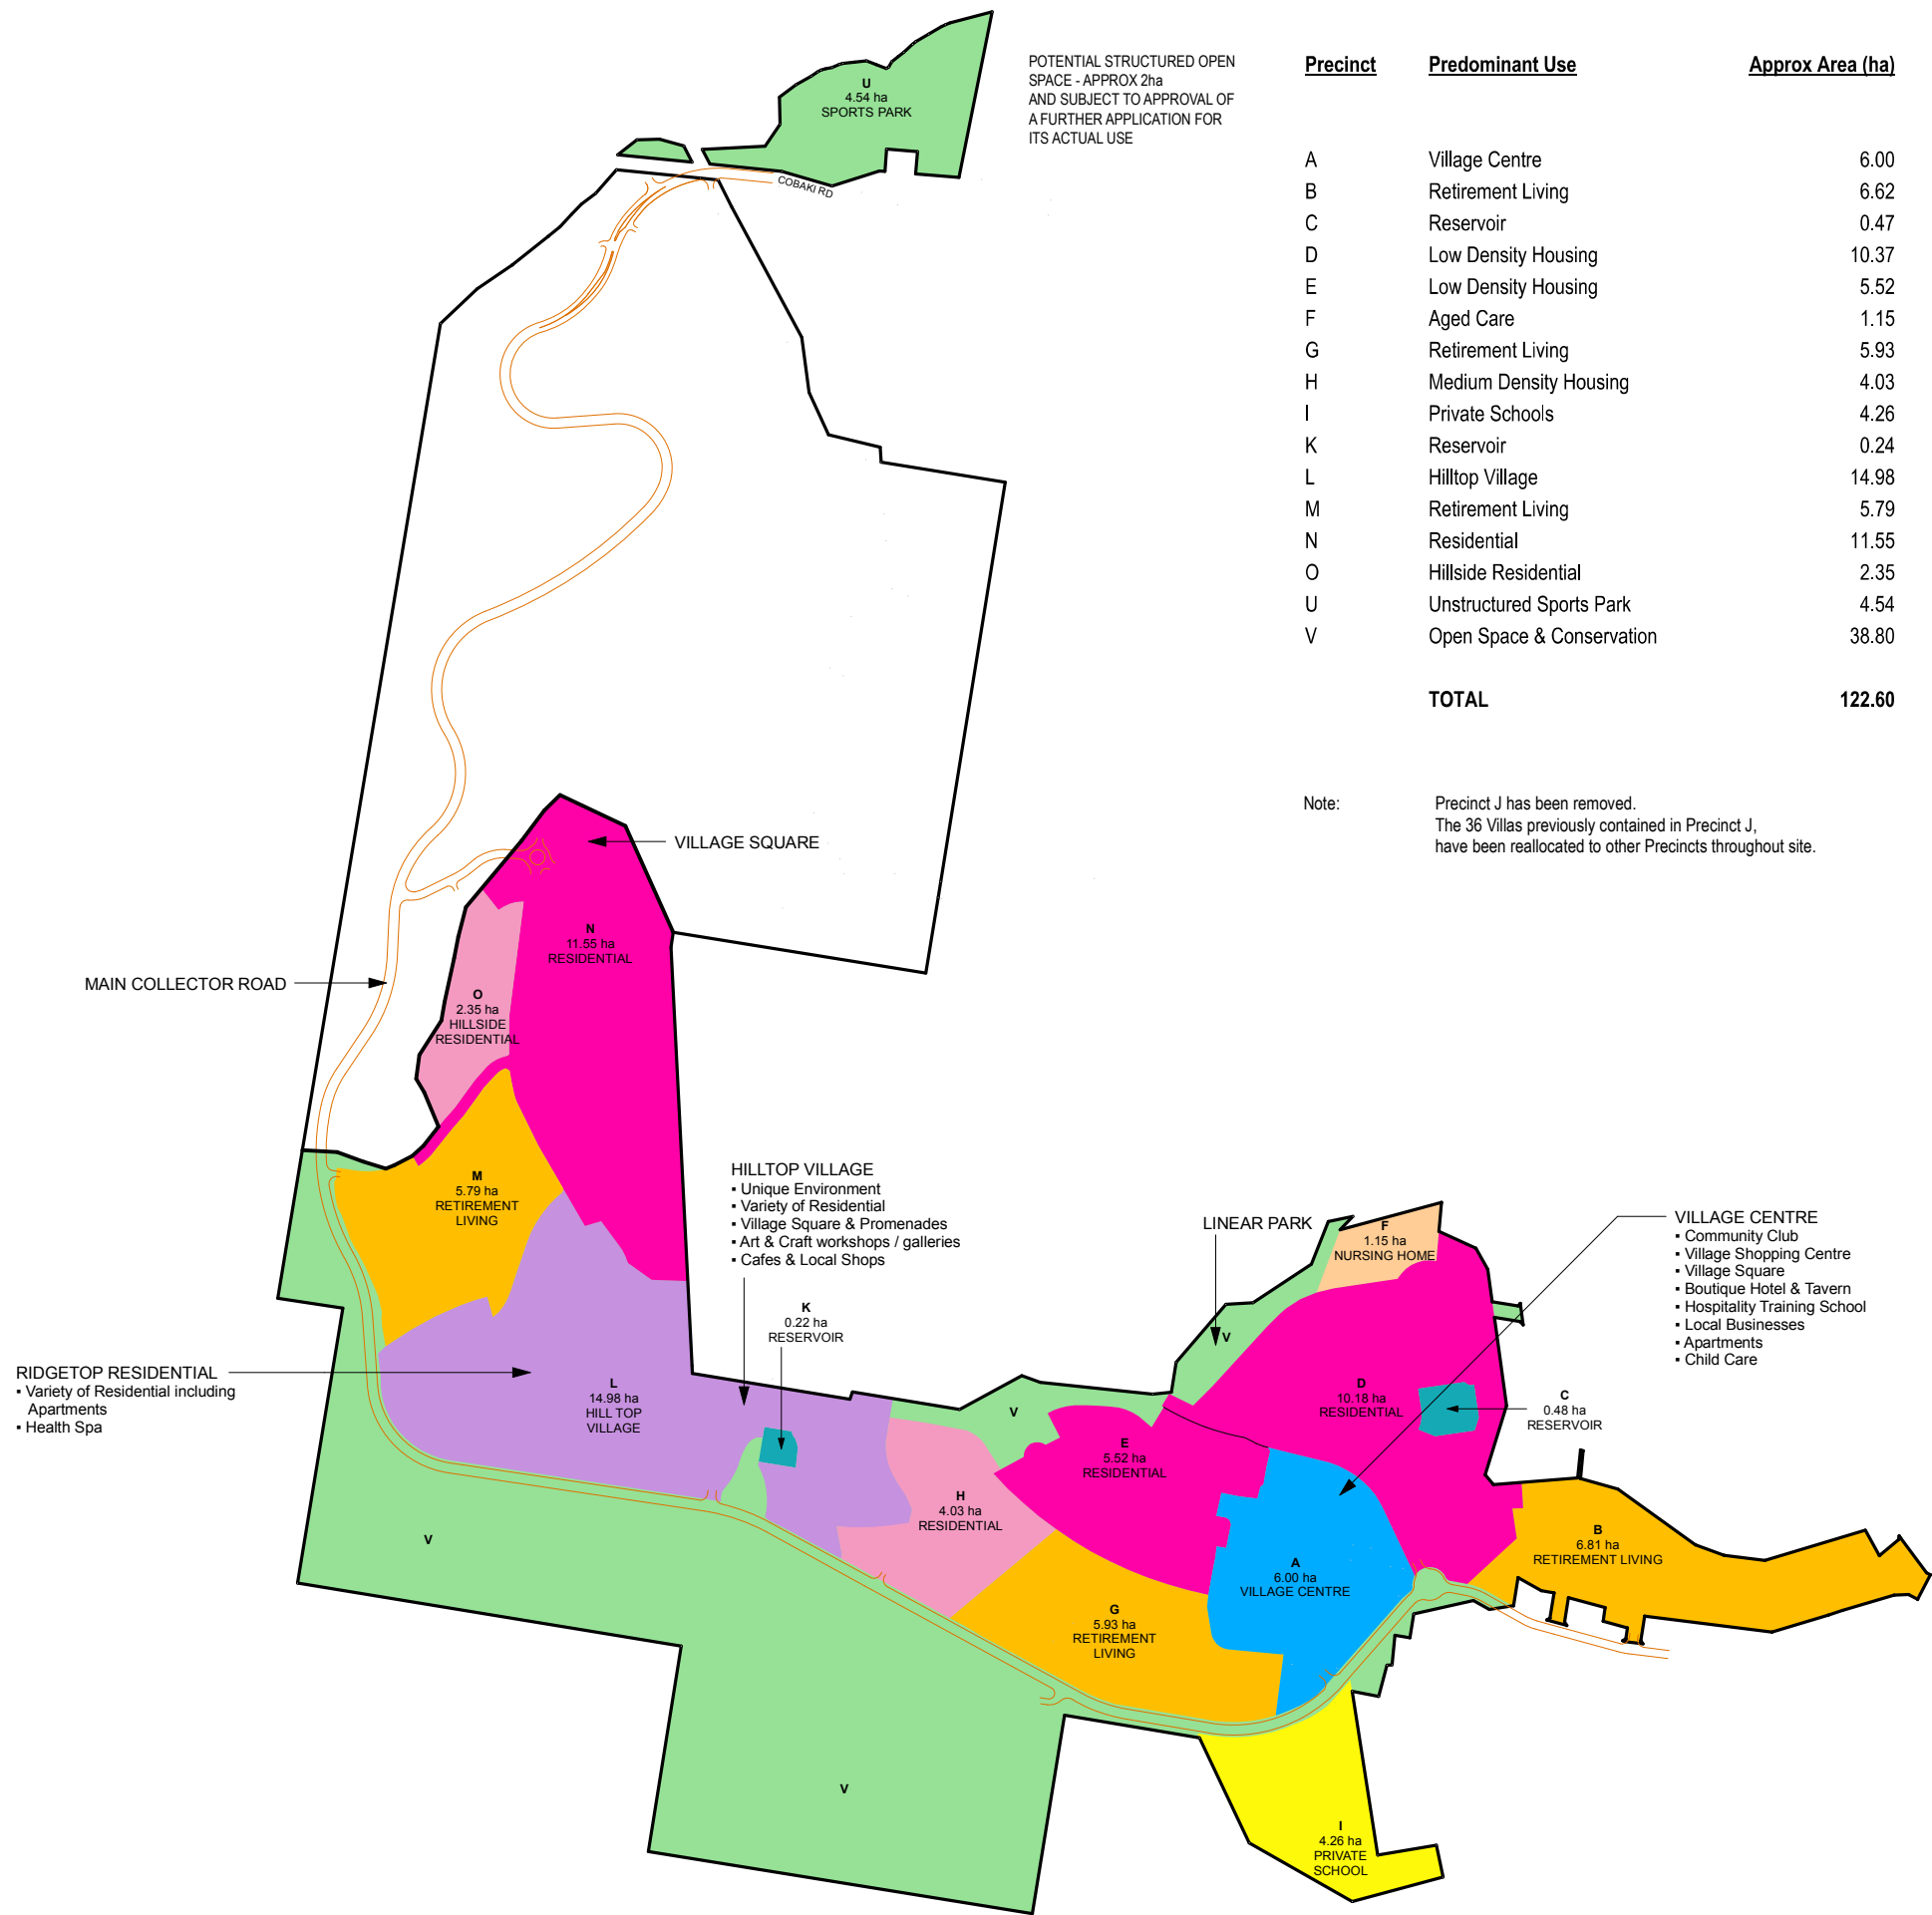 U
4.54 ha
SPORTS PARK
COBAKI RD
POTENTIAL STRUCTURED OPEN
SPACE - APPROX 2ha
AND SUBJECT TO APPROVAL OF
A FURTHER APPLICATION FOR
ITS ACTUAL USE
Precinct Predominant Use Approx Area (ha)
A Village Centre 6.00
B Retirement Living 6.62
C Reservoir 0.47
D Low Density Housing 10.37
E Low Density Housing 5.52
F Aged Care 1.15
G Retirement Living 5.93
H Medium Density Housing 4.03
I Private Schools 4.26
K Reservoir 0.24
L Hilltop Village 14.98
M Retirement Living 5.79
N Residential 11.55
O Hillside Residential 2.35
U Unstructured Sports Park 4.54
V Open Space & Conservation 38.80
TOTAL 122.60
Note: Precinct J has been removed.
The 36 Villas previously contained in Precinct J,
have been reallocated to other Precincts throughout site.
VILLAGE SQUARE
N
11.55 ha
RESIDENTIAL
MAIN COLLECTOR ROAD
O
2.35 ha
HILLSIDE
RESIDENTIAL
M
5.79 ha
RETIREMENT
LIVING
HILLTOP VILLAGE
▪ Unique Environment
▪ Variety of Residential
▪ Village Square & Promenades
▪ Art & Craft workshops / galleries
▪ Cafes & Local Shops
K
0.22 ha
RESERVOIR
LINEAR PARK
F
1.15 ha
NURSING HOME
VILLAGE CENTRE
▪ Community Club
▪ Village Shopping Centre
▪ Village Square
▪ Boutique Hotel & Tavern
▪ Hospitality Training School
▪ Local Businesses
▪ Apartments
▪ Child Care
V
RIDGETOP RESIDENTIAL
▪ Variety of Residential including
Apartments
▪ Health Spa
L
14.98 ha
HILL TOP
VILLAGE
V
D
10.18 ha
RESIDENTIAL
C
0.48 ha
RESERVOIR
E
5.52 ha
RESIDENTIAL
H
4.03 ha
RESIDENTIAL
V
B
6.81 ha
RETIREMENT LIVING
A
6.00 ha
VILLAGE CENTRE
G
5.93 ha
RETIREMENT
LIVING
V
I
4.26 ha
PRIVATE
SCHOOL